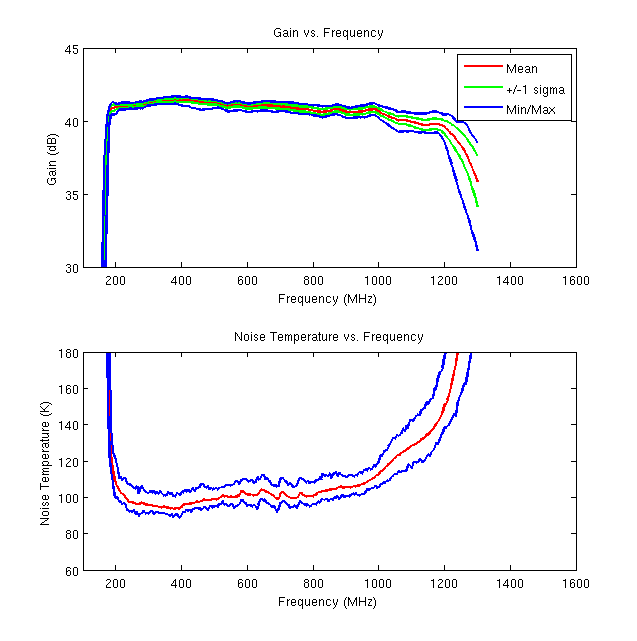 Gain vs. Frequency
45
40
35
30
Gain (dB)
Mean
+/-1 sigma
Min/Max
200 400 600 800 1000 1200 1400 1600
Frequency (MHz)
Noise Temperature vs. Frequency
180
160
140
120
100
80
60
Noise Temperature (K)
200 400 600 800 1000 1200 1400 1600
Frequency (MHz)